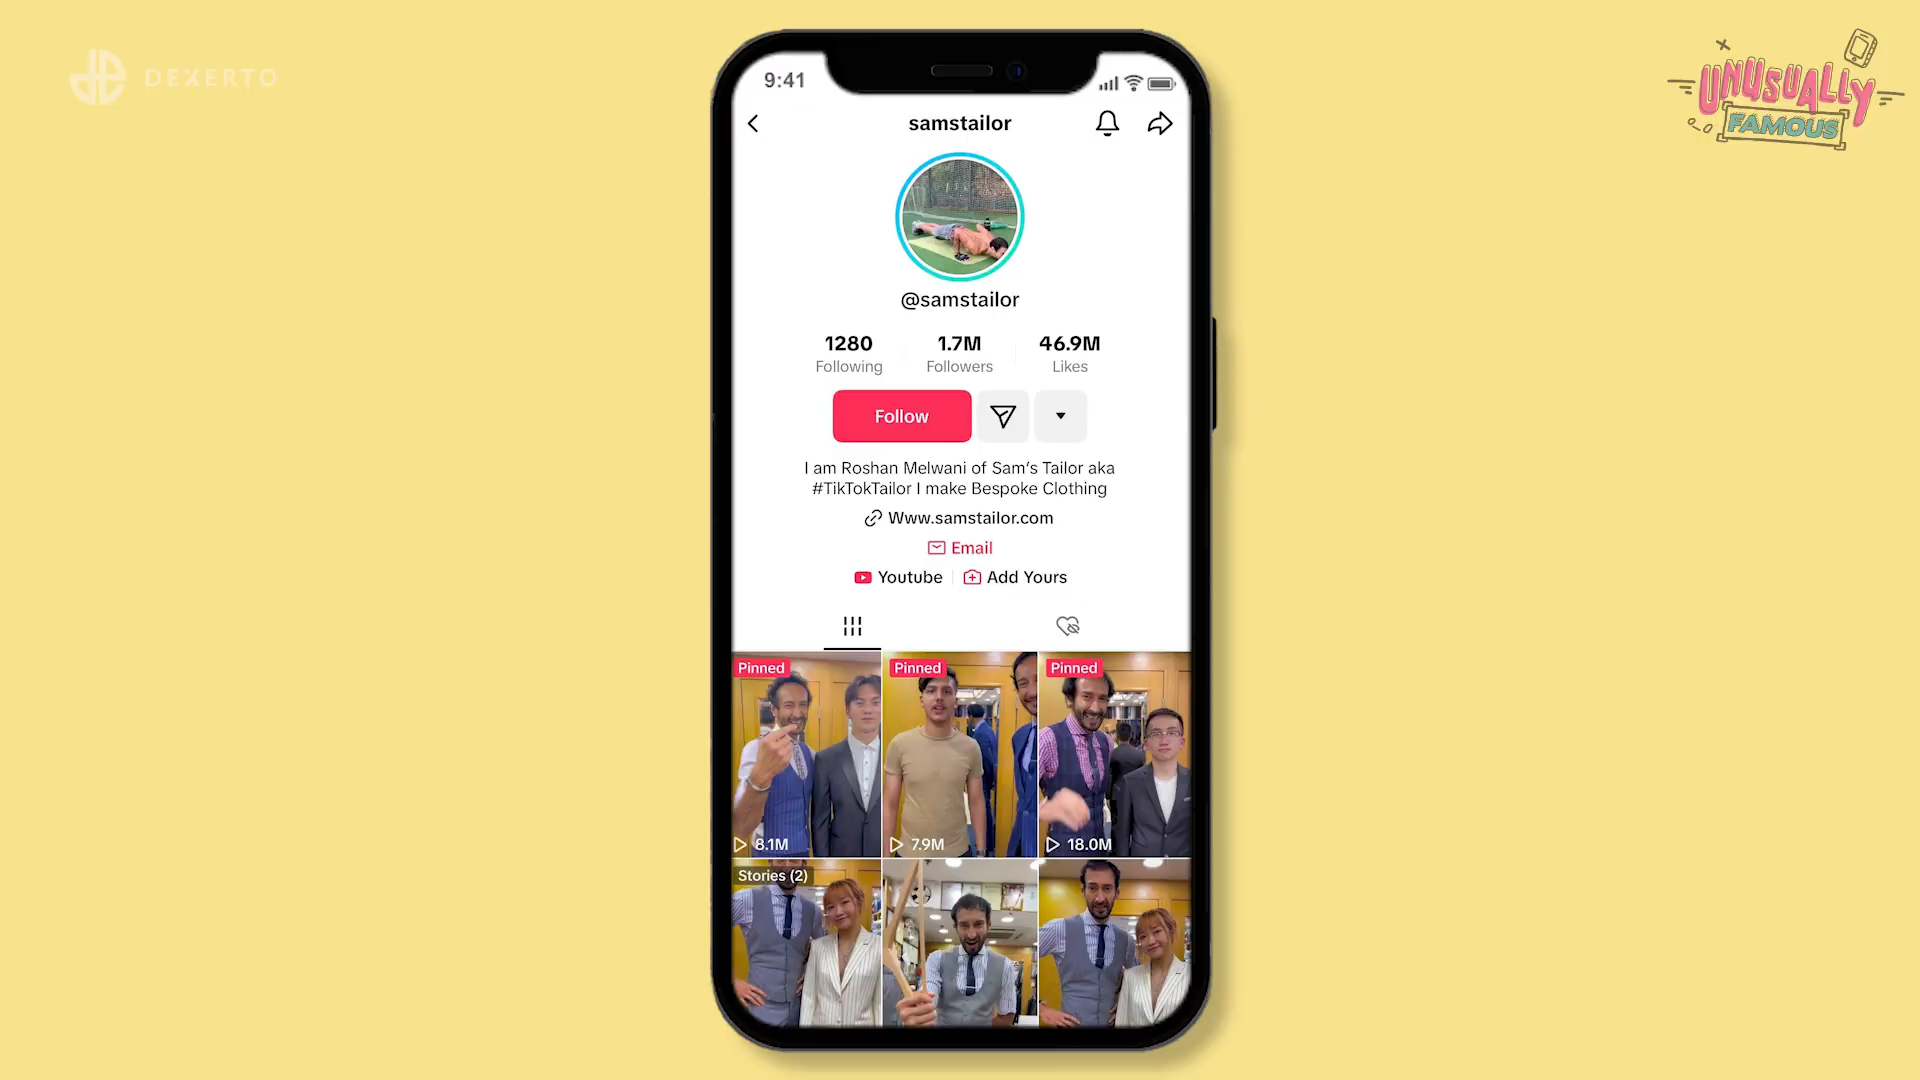 DEXERTO
UNUSUALLY
FAMOUS
9:41
samstailor
@samstailor
1280
Following
1.7M
Followers
46.9M
Likes
Follow
I am Roshan Melwani of Sam's Tailor aka
#TikTokTailor I make Bespoke Clothing
Www.samstailor.com
Email
Youtube
Add Yours
Pinned
Pinned
Pinned
8.1M
7.9M
18.0M
Stories (2)